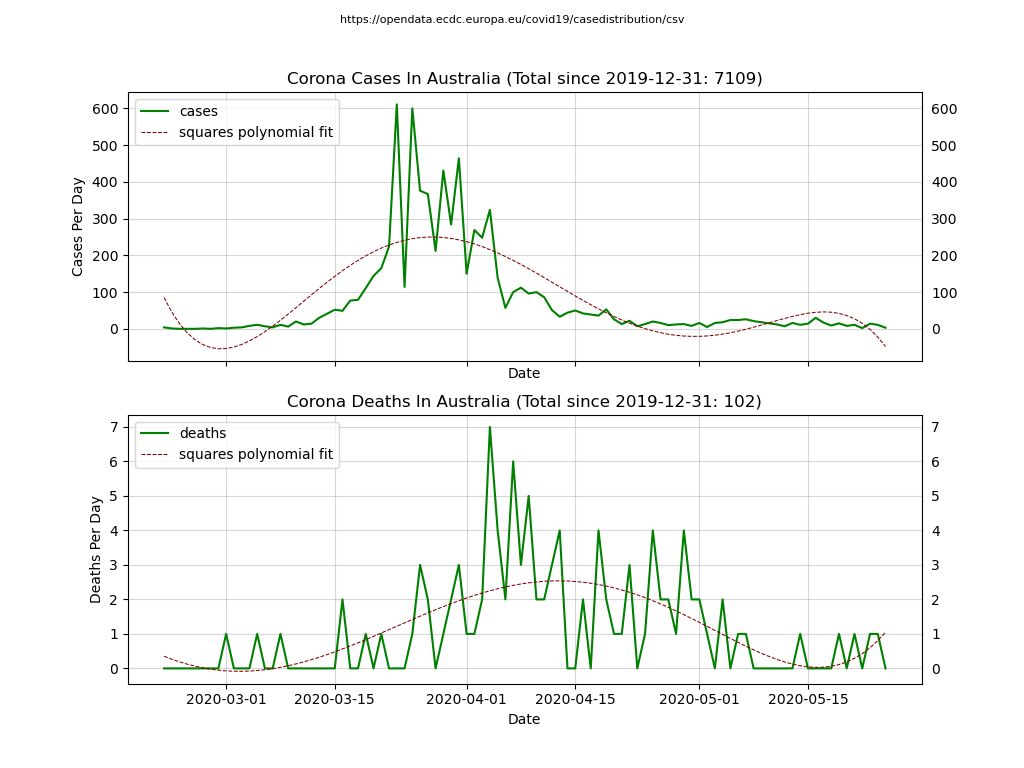 https://opendata.ecdc.europa.eu/covid19/casedistribution/csv
Corona Cases In Australia (Total since 2019-12-31: 7109)
cases
squares polynomial fit
Cases Per Day
600 600
500 500
400 400
300 300
200 200
100 100
0 0
Date
Corona Deaths In Australia (Total since 2019-12-31: 102)
deaths
squares polynomial fit
Deaths Per Day
7 7
6 6
5 5
4 4
3 3
2 2
1 1
0 0
2020-03-01 2020-03-15 2020-04-01 2020-04-15 2020-05-01 2020-05-15
Date